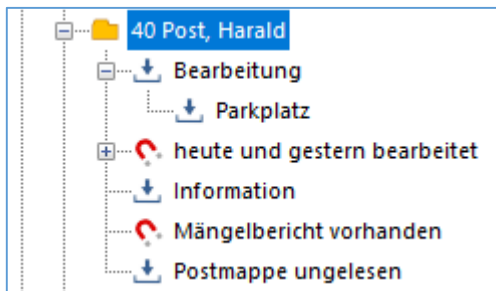 40 Post, Harald
Bearbeitung
Parkplatz
heute und gestern bearbeitet
Information
Mängelbericht vorhanden
Postmappe ungelesen